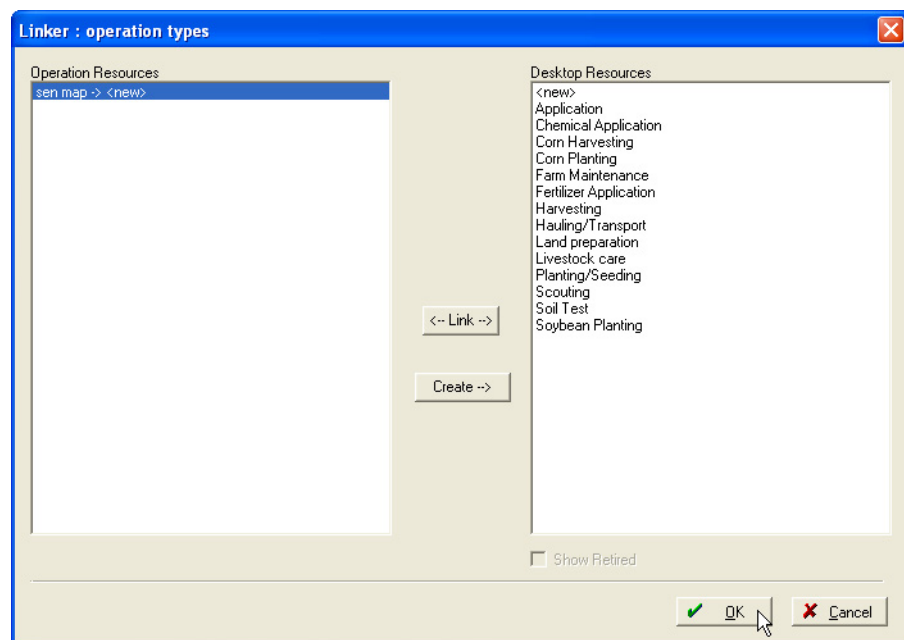 Linker : operation types
Operation Resources
sen map -> <new>
Desktop Resources
<new>
Application
Chemical Application
Corn Harvesting
Corn Planting
Farm Maintenance
Fertilizer Application
Harvesting
Hauling/Transport
Land preparation
Livestock care
Planting/Seeding
Scouting
Soil Test
Soybean Planting
<-- Link -->
Create -->
Show Retired
OK
Cancel